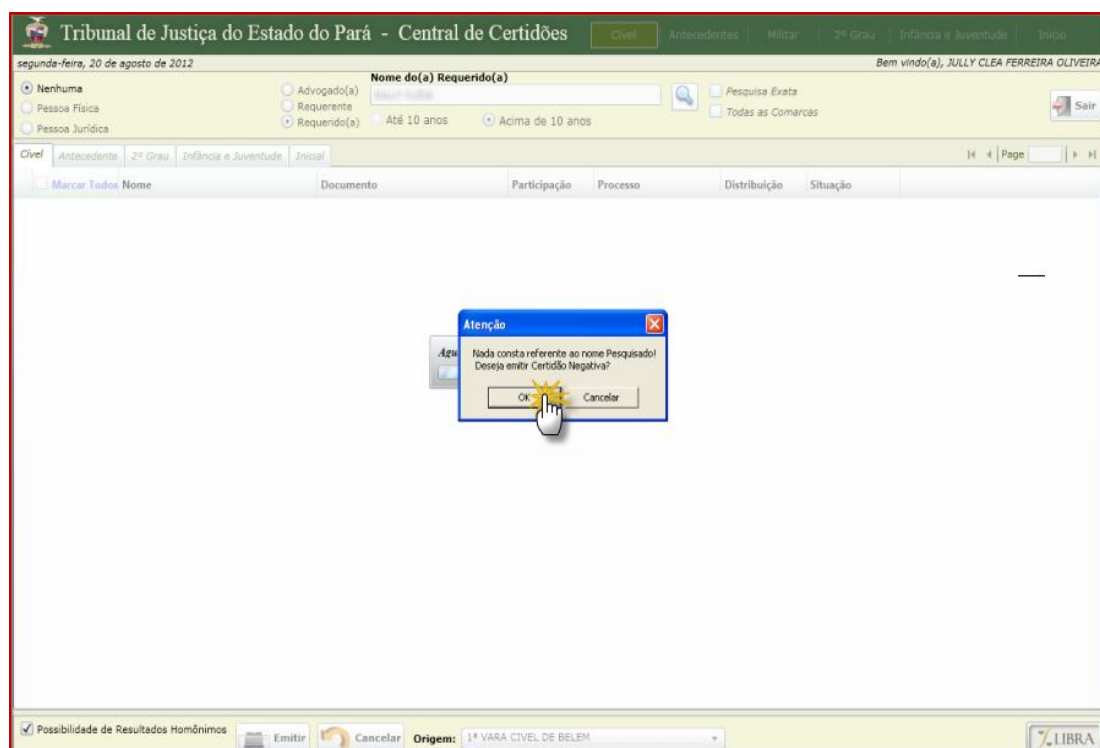 Tribunal de Justiça do Estado do Pará - Central de Certidões
Cível Antecedentes Militar 2º Grau Infância e Juventude Início
segunda-feira, 20 de agosto de 2012
Bem vindo(a), JULLY CLEA FERREIRA OLIVEIRA
Nenhuma
Pessoa Física
Pessoa Jurídica
Advogado(a)
Requerente
Requerido(a)
Nome do(a) Requerido(a)
Até 10 anos Acima de 10 anos
Pesquisa Exata
Todas as Comarcas
Sair
Cível Antecedente 2º Grau Infância e Juventude Inicial
Page
Marcar Todos Nome Documento Participação Processo Distribuição Situação
Atenção
Nada consta referente ao nome Pesquisado!
Deseja emitir Certidão Negativa?
OK Cancelar
Possibilidade de Resultados Homônimos
Emitir Cancelar Origem: 1ª VARA CIVEL DE BELEM
LIBRA